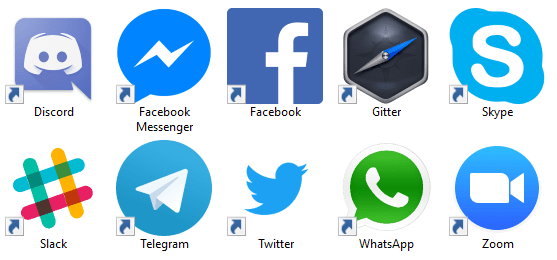 Discord
Facebook Messenger
Facebook
Gitter
Skype
Slack
Telegram
Twitter
WhatsApp
Zoom